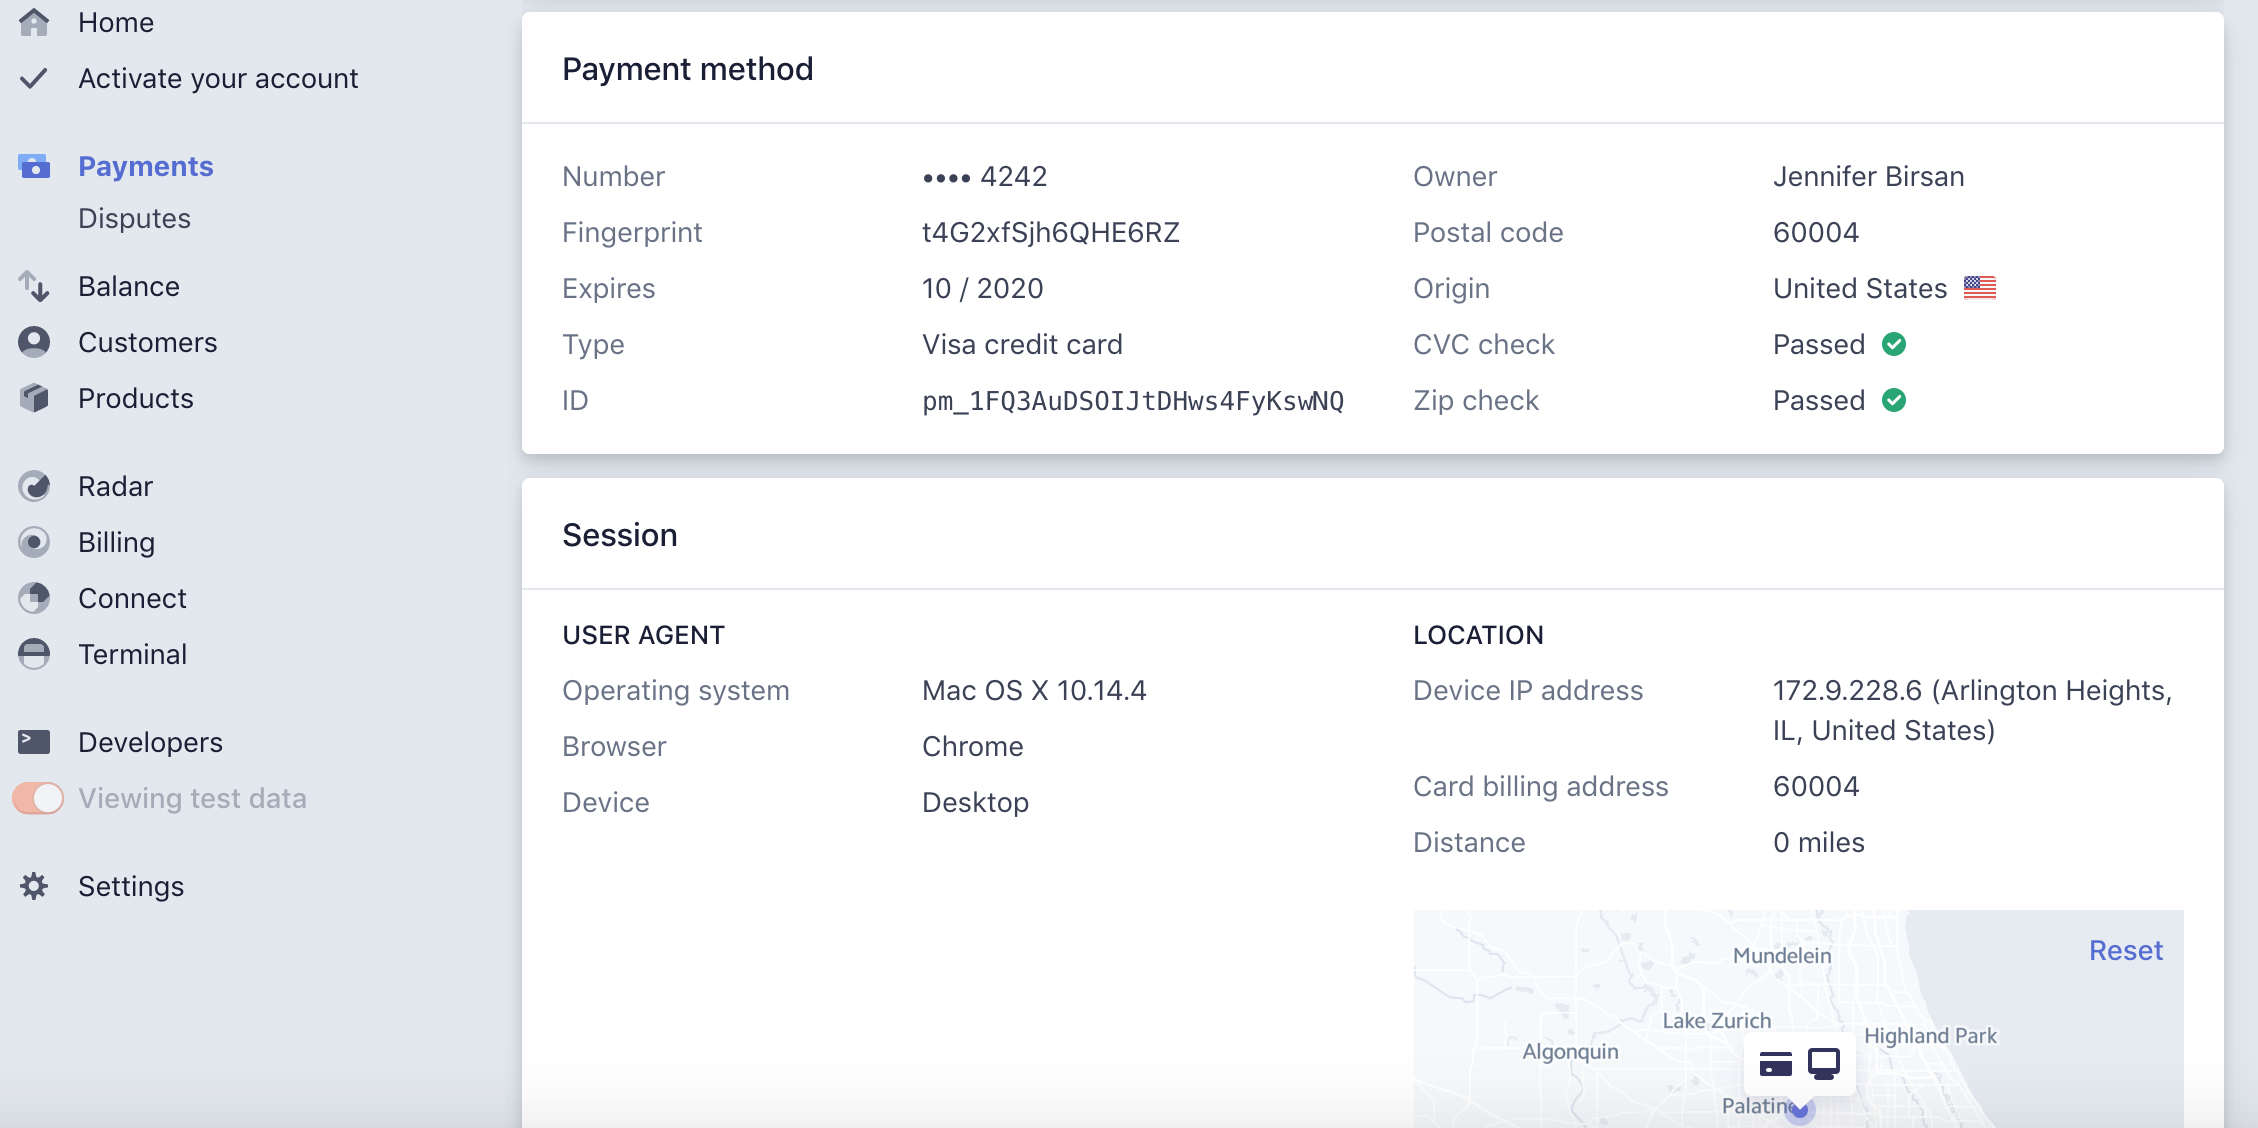 Home
Activate your account
Payments
Disputes
Balance
Customers
Products
Radar
Billing
Connect
Terminal
Developers
Viewing test data
Settings
Payment method
Number •••• 4242
Fingerprint t4G2xfSjh6QHE6RZ
Expires 10 / 2020
Type Visa credit card
ID pm_1FQ3AuDSOIJtDHws4FyKswNQ
Owner Jennifer Birsan
Postal code 60004
Origin United States
CVC check Passed
Zip check Passed
Session
USER AGENT
Operating system Mac OS X 10.14.4
Browser Chrome
Device Desktop
LOCATION
Device IP address 172.9.228.6 (Arlington Heights,
IL, United States)
Card billing address 60004
Distance 0 miles
Reset
Mundelein
Lake Zurich
Highland Park
Algonquin
Palatine